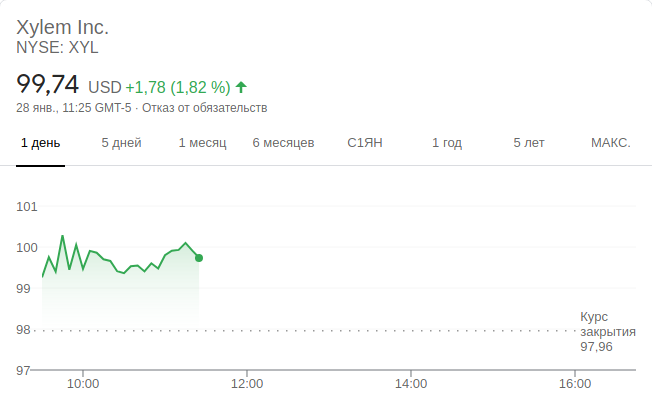 Xylem Inc.
NYSE: XYL
99,74 USD +1,78 (1,82 %)
28 янв., 11:25 GMT-5 · Отказ от обязательств
1 день 5 дней 1 месяц 6 месяцев С1ЯН 1 год 5 лет МАКС.
101
100
99
98
Курс
закрытия
97,96
97
10:00 12:00 14:00 16:00